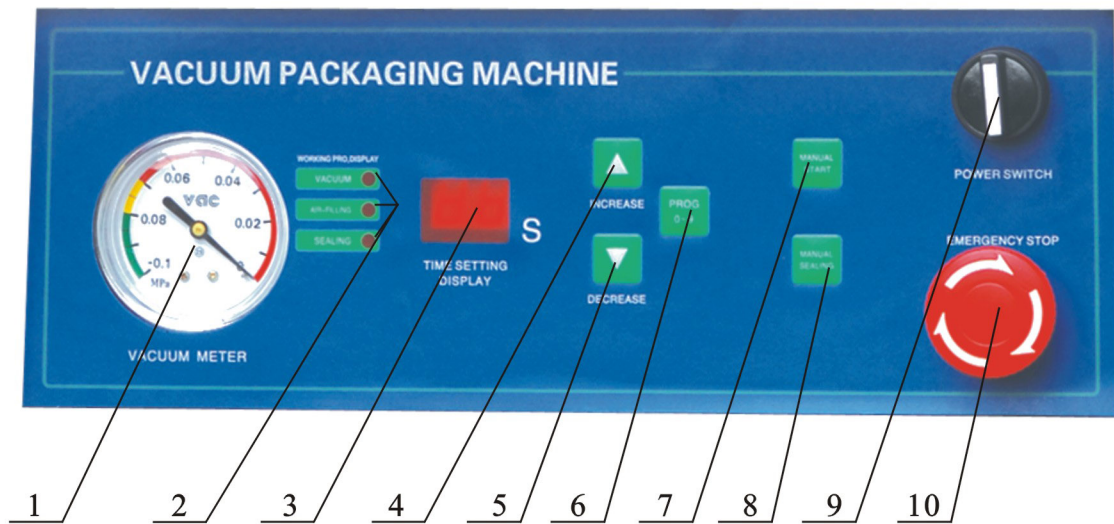 VACUUM PACKAGING MACHINE
0.06
0.04
vac
0.08
0.02
-0.1
0
MPa
VACUUM METER
WORKING PRO,DISPLAY
VACUUM
AIR-FILLING
SEALING
S
TIME SETTING
DISPLAY
INCREASE
DECREASE
PROG
MANUAL
START
MANUAL
SEALING
POWER SWITCH
EMERGENCY STOP
1 2 3 4 5 6 7 8 9 10